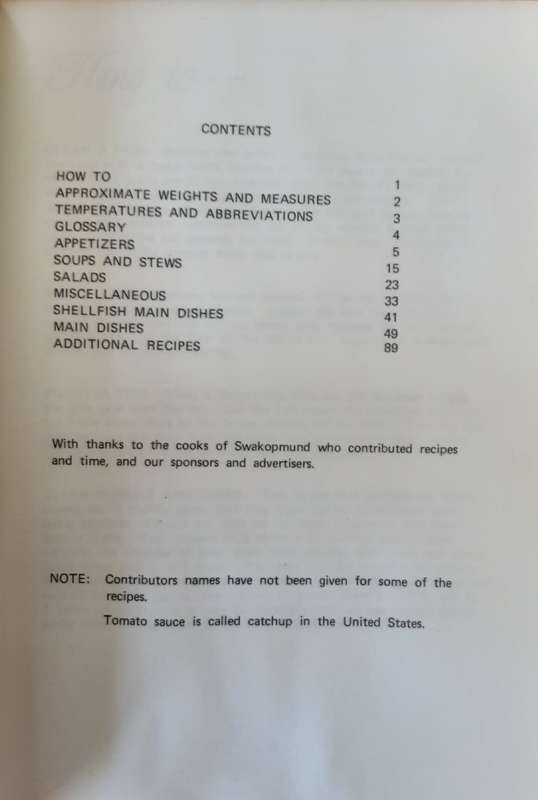 CONTENTS
HOW TO 1
APPROXIMATE WEIGHTS AND MEASURES 2
TEMPERATURES AND ABBREVIATIONS 3
GLOSSARY 4
APPETIZERS 5
SOUPS AND STEWS 15
SALADS 23
MISCELLANEOUS 33
SHELLFISH MAIN DISHES 41
MAIN DISHES 49
ADDITIONAL RECIPES 89
With thanks to the cooks of Swakopmund who contributed recipes
and time, and our sponsors and advertisers.
NOTE: Contributors names have not been given for some of the
recipes.
Tomato sauce is called catchup in the United States.